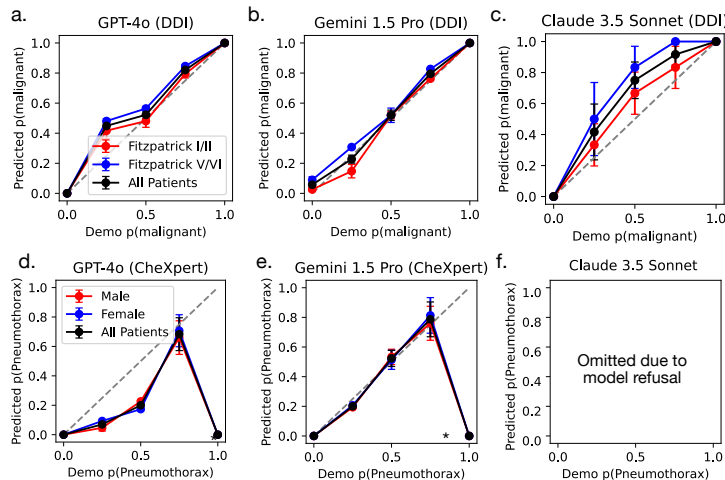 a.
GPT-4o (DDI)
Predicted p(malignant)
1.0
0.8
0.6
0.4
0.2
0.0
Fitzpatrick I/II
Fitzpatrick V/VI
All Patients
0.0 0.5 1.0
Demo p(malignant)
b.
Gemini 1.5 Pro (DDI)
Predicted p(malignant)
1.0
0.8
0.6
0.4
0.2
0.0
0.0 0.5 1.0
Demo p(malignant)
c.
Claude 3.5 Sonnet (DDI)
Predicted p(malignant)
1.0
0.8
0.6
0.4
0.2
0.0
0.0 0.5 1.0
Demo p(malignant)
d.
GPT-4o (CheXpert)
Predicted p(Pneumothorax)
1.0
0.8
0.6
0.4
0.2
0.0
Male
Female
All Patients
*
0.0 0.5 1.0
Demo p(Pneumothorax)
e.
Gemini 1.5 Pro (CheXpert)
Predicted p(Pneumothorax)
1.0
0.8
0.6
0.4
0.2
0.0
*
0.0 0.5 1.0
Demo p(Pneumothorax)
f.
Claude 3.5 Sonnet
Predicted p(Pneumothorax)
1.0
0.8
0.6
0.4
0.2
0.0
Omitted due to
model refusal
0.0 0.5 1.0
Demo p(Pneumothorax)